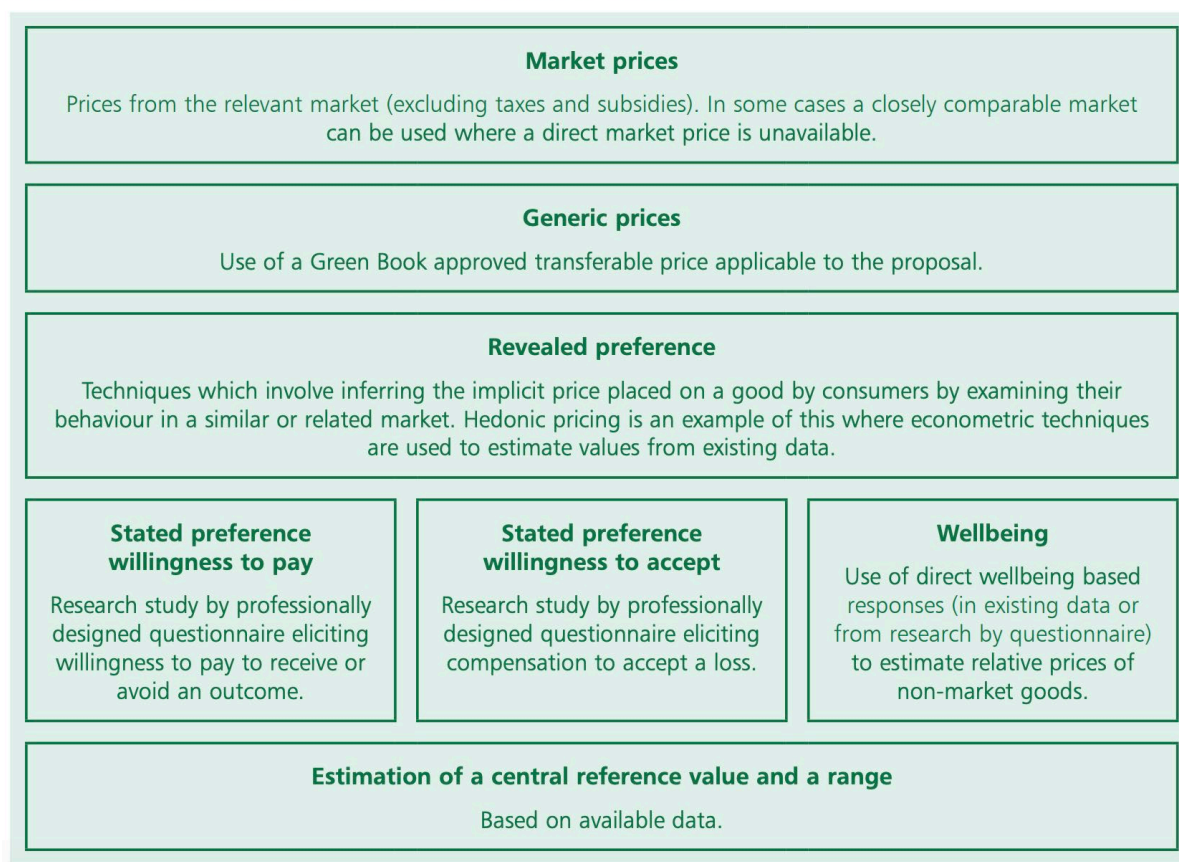 Market prices
Prices from the relevant market (excluding taxes and subsidies). In some cases a closely comparable market
can be used where a direct market price is unavailable.
Generic prices
Use of a Green Book approved transferable price applicable to the proposal.
Revealed preference
Techniques which involve inferring the implicit price placed on a good by consumers by examining their
behaviour in a similar or related market. Hedonic pricing is an example of this where econometric techniques
are used to estimate values from existing data.
Stated preference
willingness to pay
Research study by professionally
designed questionnaire eliciting
willingness to pay to receive or
avoid an outcome.
Stated preference
willingness to accept
Research study by professionally
designed questionnaire eliciting
compensation to accept a loss.
Wellbeing
Use of direct wellbeing based
responses (in existing data or
from research by questionnaire)
to estimate relative prices of
non-market goods.
Estimation of a central reference value and a range
Based on available data.